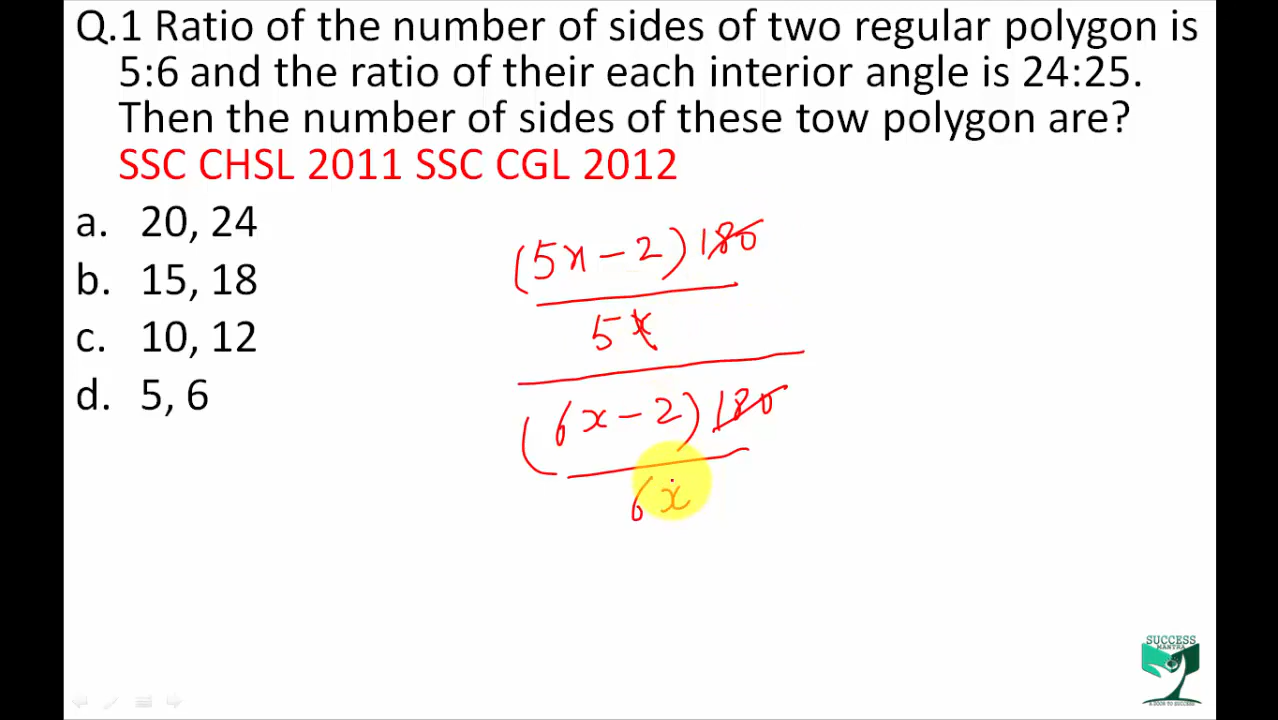 Q.1 Ratio of the number of sides of two regular polygon is
5:6 and the ratio of their each interior angle is 24:25.
Then the number of sides of these tow polygon are?
SSC CHSL 2011 SSC CGL 2012
a. 20, 24
b. 15, 18
c. 10, 12
d. 5, 6
(5x-2) 180
5x
(6x-2) 180
6x
SUCCESS
MANTRA
A DOOR TO SUCCESS